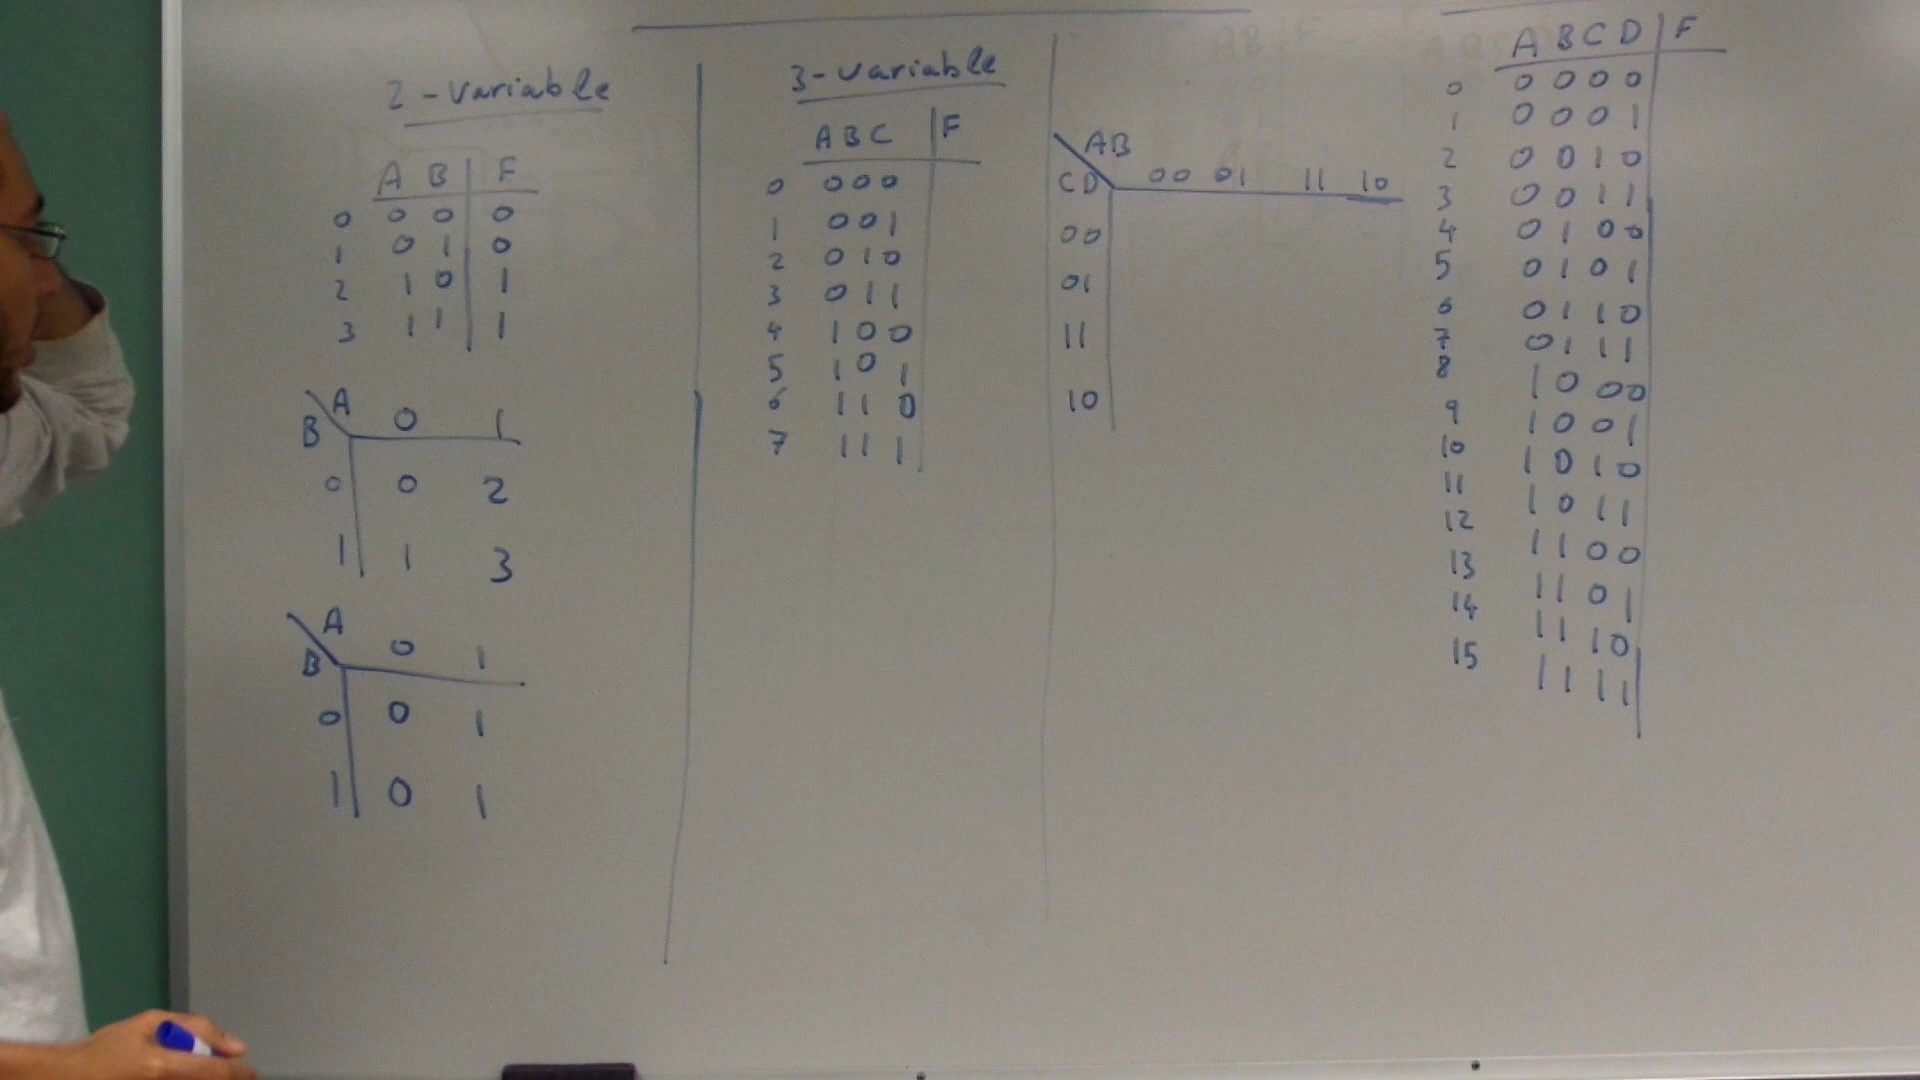 2-variable
A B | F
0 0 0 0
1 0 1 0
2 1 0 1
3 1 1 1
A 0 1
B
0 0 2
1 1 3
A 0 1
B
0 0 1
1 0 1
3-variable
A B C | F
0 0 0 0
1 0 0 1
2 0 1 0
3 0 1 1
4 1 0 0
5 1 0 1
6 1 1 0
7 1 1 1
AB
CD 00 01 11 10
00
01
11
10
A B C D | F
0 0 0 0 0
1 0 0 0 1
2 0 0 1 0
3 0 0 1 1
4 0 1 0 0
5 0 1 0 1
6 0 1 1 0
7 0 1 1 1
8 1 0 0 0
9 1 0 0 1
10 1 0 1 0
11 1 0 1 1
12 1 1 0 0
13 1 1 0 1
14 1 1 1 0
15 1 1 1 1